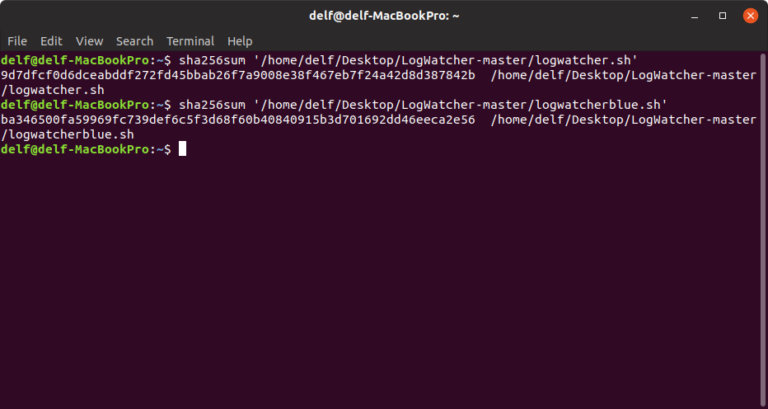 delf@delf-MacBookPro: ~
File Edit View Search Terminal Help
delf@delf-MacBookPro:~$ sha256sum '/home/delf/Desktop/LogWatcher-master/logwatcher.sh'
9d7dfcf0d6dceabddf272fd45bbab26f7a9008e38f467eb7f24a42d8d387842b  /home/delf/Desktop/LogWatcher-master
/logwatcher.sh
delf@delf-MacBookPro:~$ sha256sum '/home/delf/Desktop/LogWatcher-master/logwatcherblue.sh'
ba346500fa59969fc739def6c5f3d68f60b40840915b3d701692dd46eeca2e56  /home/delf/Desktop/LogWatcher-master
/logwatcherblue.sh
delf@delf-MacBookPro:~$